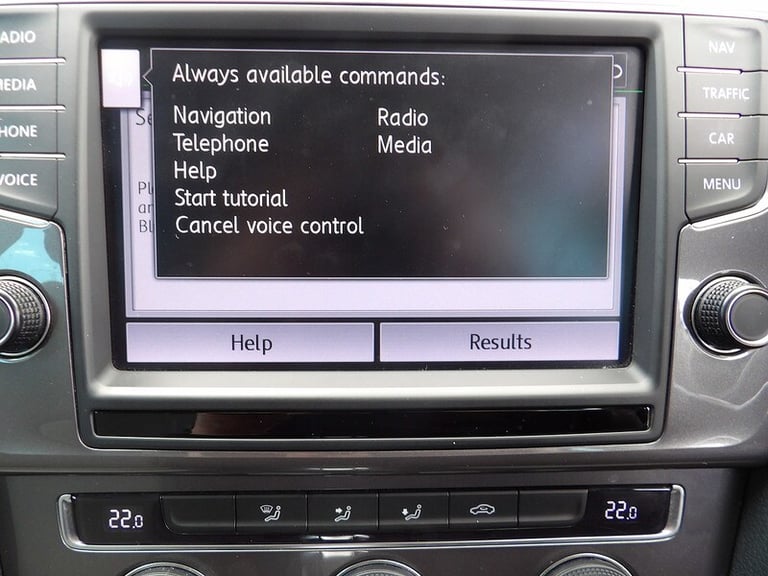 ADIO
MEDIA
HONE
VOICE
Always available commands:
Navigation Radio
Telephone Media
Help
Start tutorial
Cancel voice control
Help Results
NAV
TRAFFIC
CAR
MENU
22.0 22.0